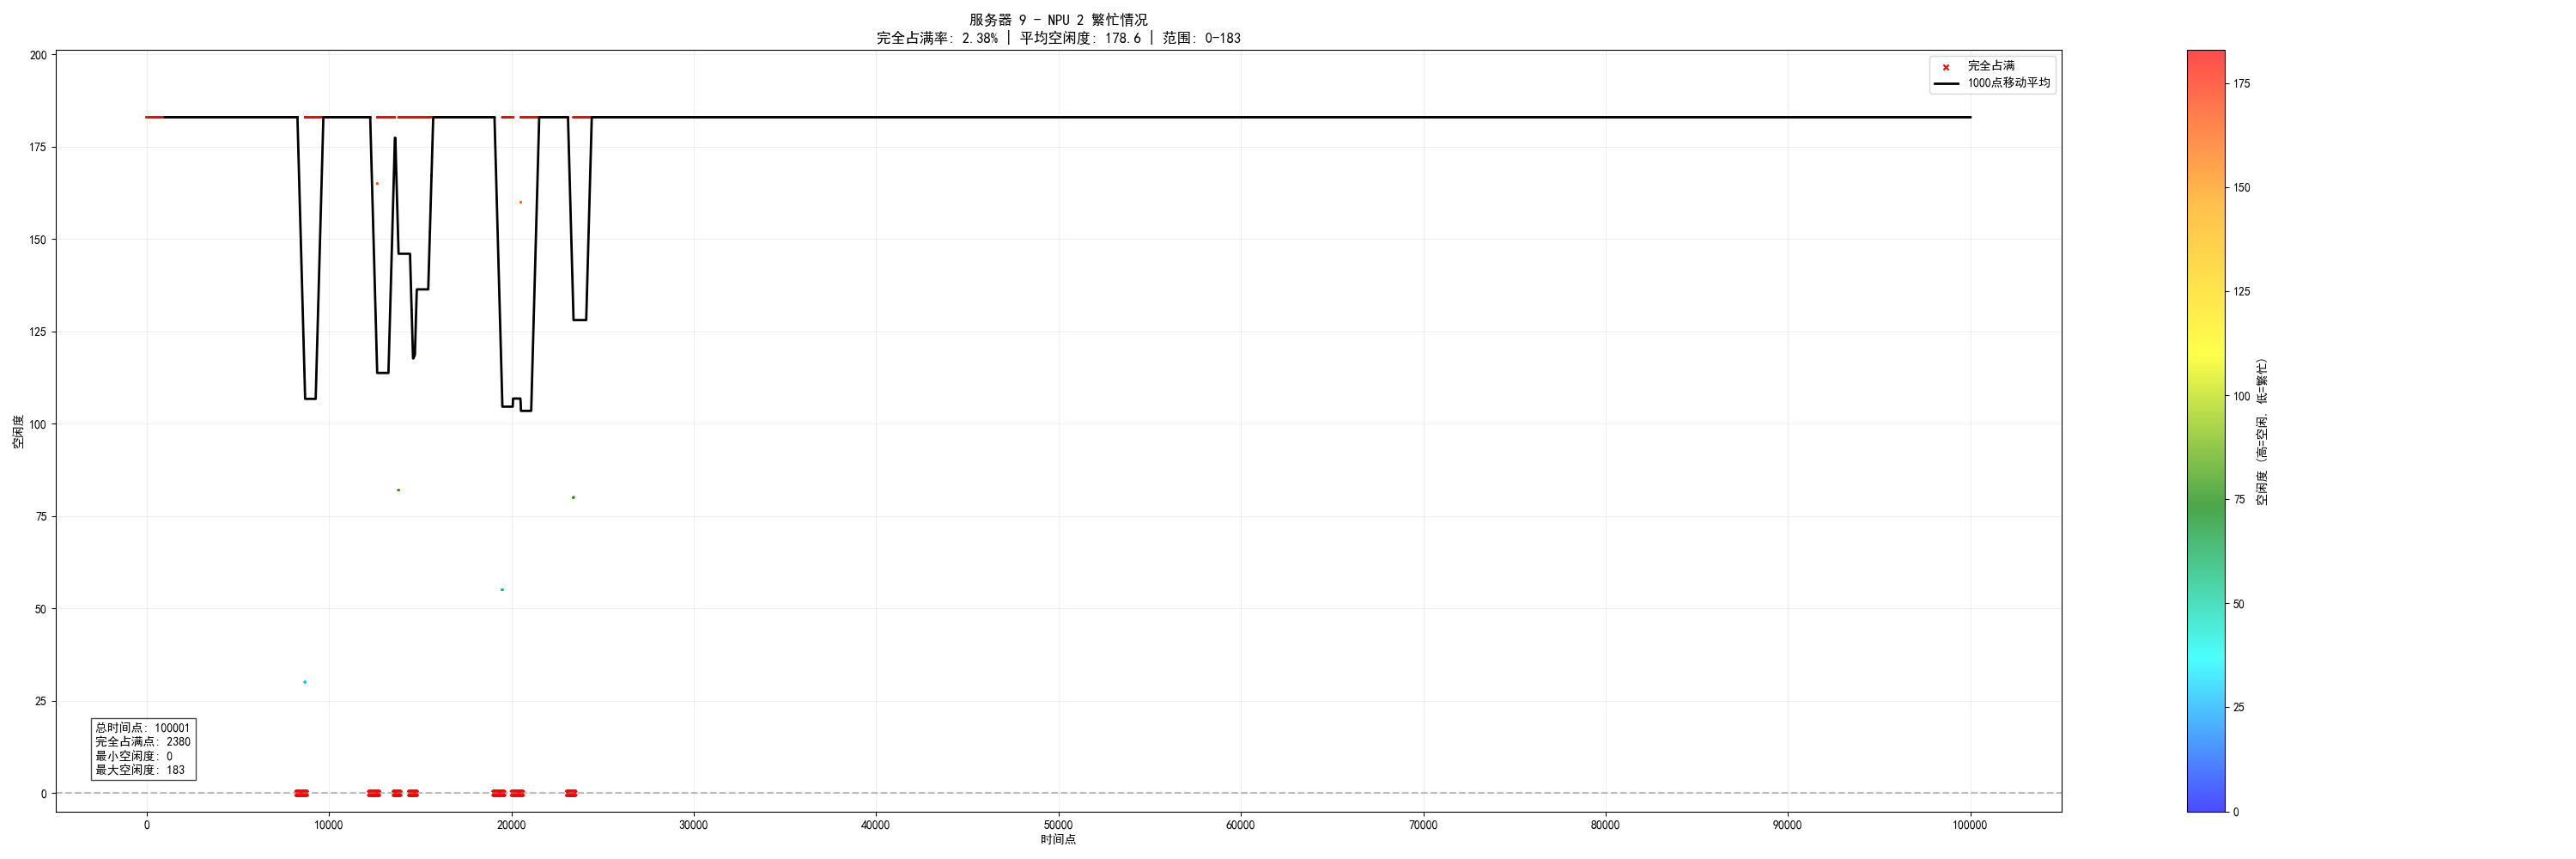 服务器 9 - NPU 2 繁忙情况
完全占满率: 2.38% | 平均空闲度: 178.6 | 范围: 0-183
完全占满
1000点移动平均
空闲度
200
175
150
125
100
75
50
25
0
总时间点: 100001
完全占满点: 2380
最小空闲度: 0
最大空闲度: 183
0
10000
20000
30000
40000
50000
60000
70000
80000
90000
100000
时间点
175
150
125
100
75
50
25
0
空闲度 (高=空闲, 低=繁忙)